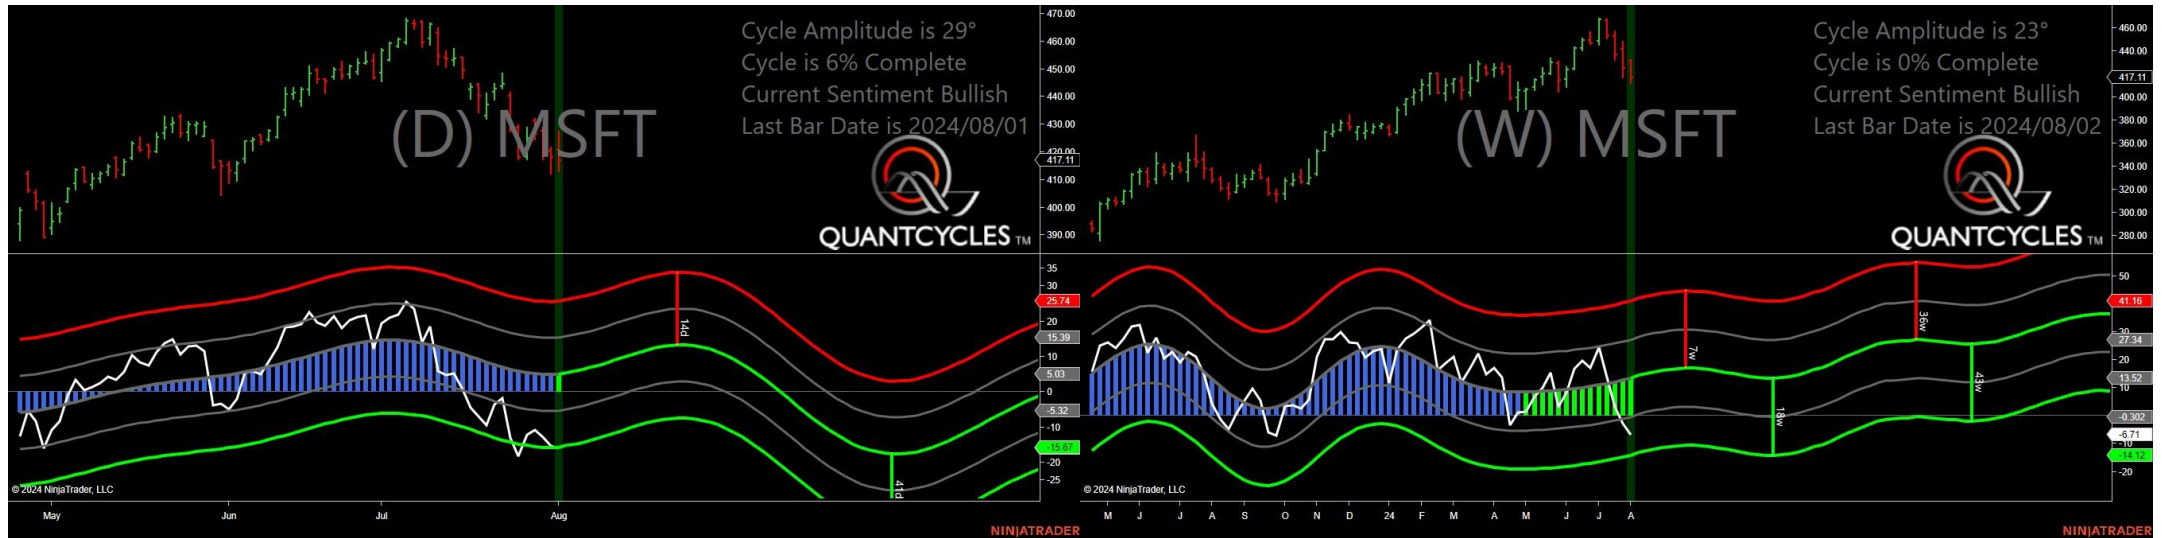 Cycle Amplitude is 29°
Cycle is 6% Complete
Current Sentiment Bullish
Last Bar Date is 2024/08/01
(D) MSFT
QUANTCYCLES TM
470.00
460.00
450.00
440.00
430.00
420.00
417.11
410.00
400.00
390.00
35
30
25.74
20
15.39
10
5.03
0
-5.32
-10
-15.67
-20
-25
14d
41d
© 2024 NinjaTrader, LLC
May Jun Jul Aug
NINJATRADER
Cycle Amplitude is 23°
Cycle is 0% Complete
Current Sentiment Bullish
Last Bar Date is 2024/08/02
(W) MSFT
QUANTCYCLES TM
460.00
440.00
417.11
400.00
380.00
360.00
340.00
320.00
300.00
280.00
50
41.16
30
27.34
20
13.52
10
-0.302
-6.71
-10
-14.12
-20
7w
18w
36w
43w
© 2024 NinjaTrader, LLC
M J J A S O N D 24 F M A M J J A
NINJATRADER